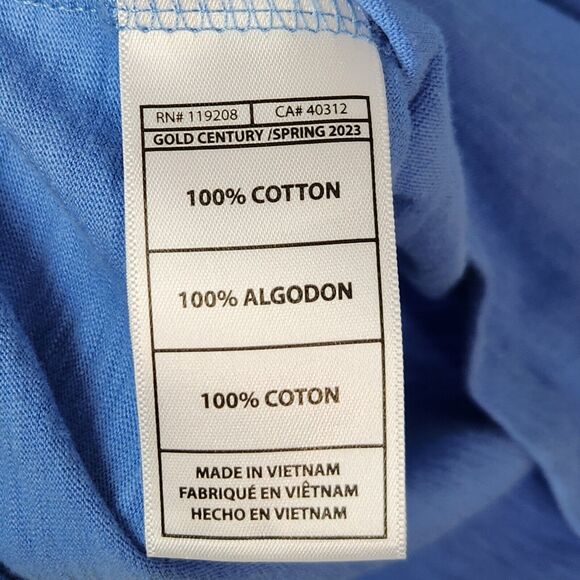 RN# 119208 CA# 40312
GOLD CENTURY /SPRING 2023
100% COTTON
100% ALGODON
100% COTON
MADE IN VIETNAM
FABRIQUÉ EN VIÊTNAM
HECHO EN VIETNAM